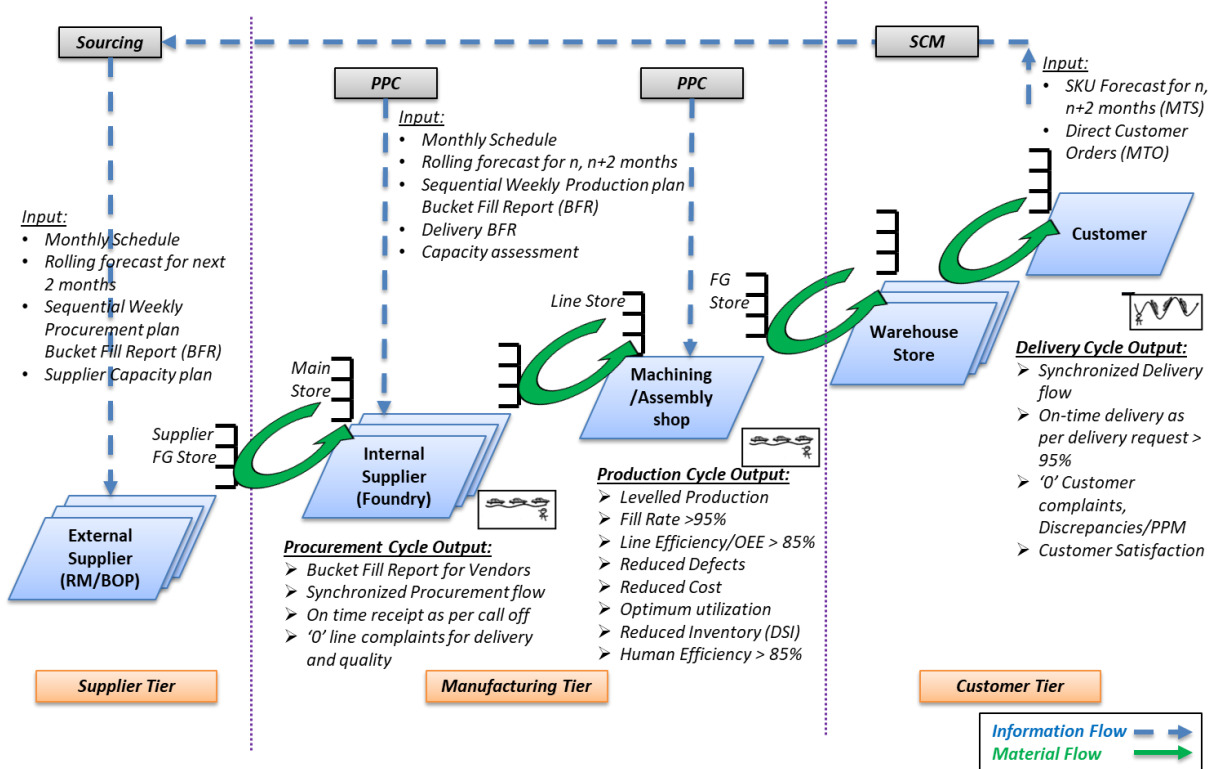 Sourcing
SCM
PPC
PPC
Input:
• SKU Forecast for n,
n+2 months (MTS)
• Direct Customer
Orders (MTO)
Input:
• Monthly Schedule
• Rolling forecast for n, n+2 months
• Sequential Weekly Production plan
Bucket Fill Report (BFR)
• Delivery BFR
• Capacity assessment
Input:
• Monthly Schedule
• Rolling forecast for next
2 months
• Sequential Weekly
Procurement plan
Bucket Fill Report (BFR)
• Supplier Capacity plan
Supplier
FG Store
Main
Store
Line Store
FG
Store
External
Supplier
(RM/BOP)
Internal
Supplier
(Foundry)
Machining
/Assembly
shop
Warehouse
Store
Customer
Procurement Cycle Output:
➢ Bucket Fill Report for Vendors
➢ Synchronized Procurement flow
➢ On time receipt as per call off
➢ ‘0’ line complaints for delivery
and quality
Production Cycle Output:
➢ Levelled Production
➢ Fill Rate >95%
➢ Line Efficiency/OEE > 85%
➢ Reduced Defects
➢ Reduced Cost
➢ Optimum utilization
➢ Reduced Inventory (DSI)
➢ Human Efficiency > 85%
Delivery Cycle Output:
➢ Synchronized Delivery
flow
➢ On-time delivery as
per delivery request >
95%
➢ ‘0’ Customer
complaints,
Discrepancies/PPM
➢ Customer Satisfaction
Supplier Tier
Manufacturing Tier
Customer Tier
Information Flow
Material Flow